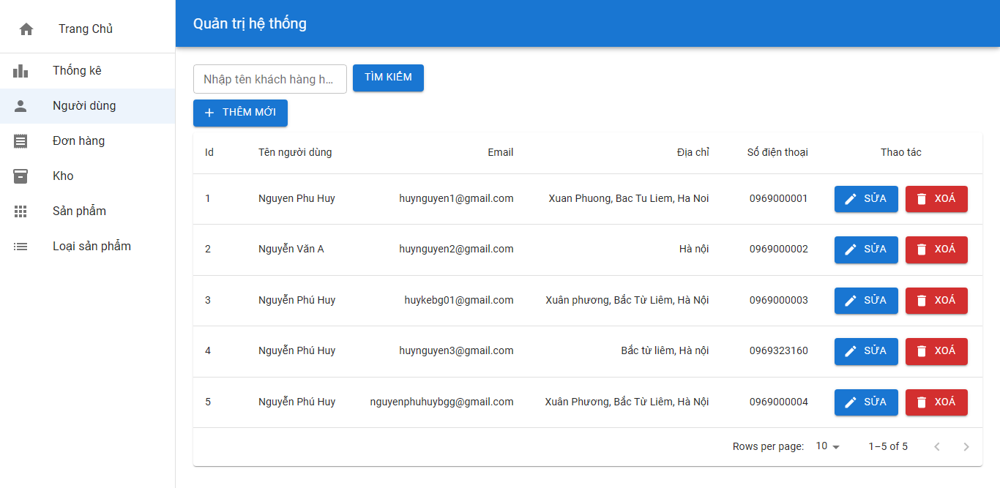 Trang Chủ
Thống kê
Người dùng
Đơn hàng
Kho
Sản phẩm
Loại sản phẩm
Quản trị hệ thống
Nhập tên khách hàng h...
TÌM KIẾM
THÊM MỚI
Id Tên người dùng Email Địa chỉ Số điện thoại Thao tác
1 Nguyen Phu Huy huynguyen1@gmail.com Xuan Phuong, Bac Tu Liem, Ha Noi 0969000001 SỬA XOÁ
2 Nguyễn Văn A huynguyen2@gmail.com Hà nội 0969000002 SỬA XOÁ
3 Nguyễn Phú Huy huykebg01@gmail.com Xuân phương, Bắc Từ Liêm, Hà Nội 0969000003 SỬA XOÁ
4 Nguyễn Phú Huy huynguyen3@gmail.com Bắc từ liêm, Hà nội 0969323160 SỬA XOÁ
5 Nguyễn Phú Huy nguyenphuhuybgg@gmail.com Xuân Phương, Bắc Từ Liêm, Hà Nội 0969000004 SỬA XOÁ
Rows per page: 10 1–5 of 5